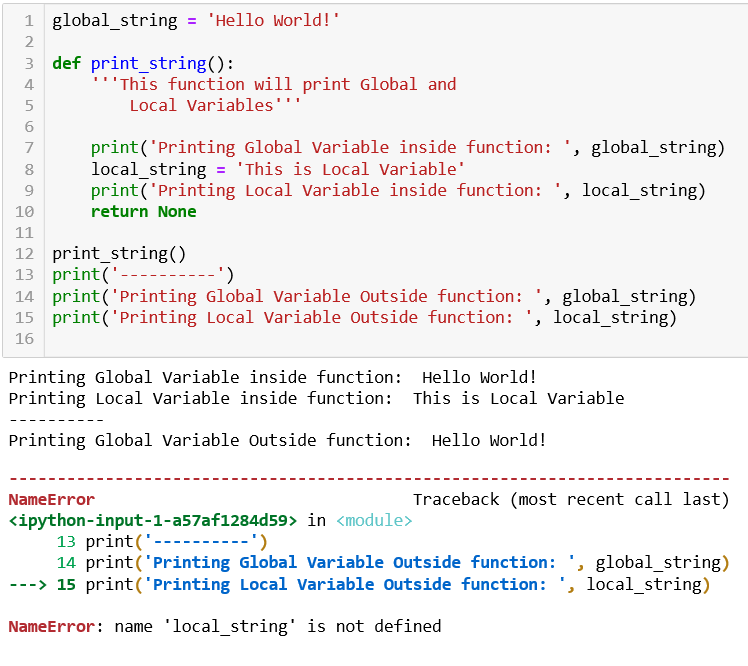 1 global_string = 'Hello World!'
2
3 def print_string():
4     '''This function will print Global and
5         Local Variables'''
6
7     print('Printing Global Variable inside function: ', global_string)
8     local_string = 'This is Local Variable'
9     print('Printing Local Variable inside function: ', local_string)
10     return None
11
12 print_string()
13 print('----------')
14 print('Printing Global Variable Outside function: ', global_string)
15 print('Printing Local Variable Outside function: ', local_string)
16
Printing Global Variable inside function:  Hello World!
Printing Local Variable inside function:  This is Local Variable
----------
Printing Global Variable Outside function:  Hello World!
---------------------------------------------------------------------------
NameError                                 Traceback (most recent call last)
<ipython-input-1-a57af1284d59> in <module>
     13 print('----------')
     14 print('Printing Global Variable Outside function: ', global_string)
---> 15 print('Printing Local Variable Outside function: ', local_string)
NameError: name 'local_string' is not defined